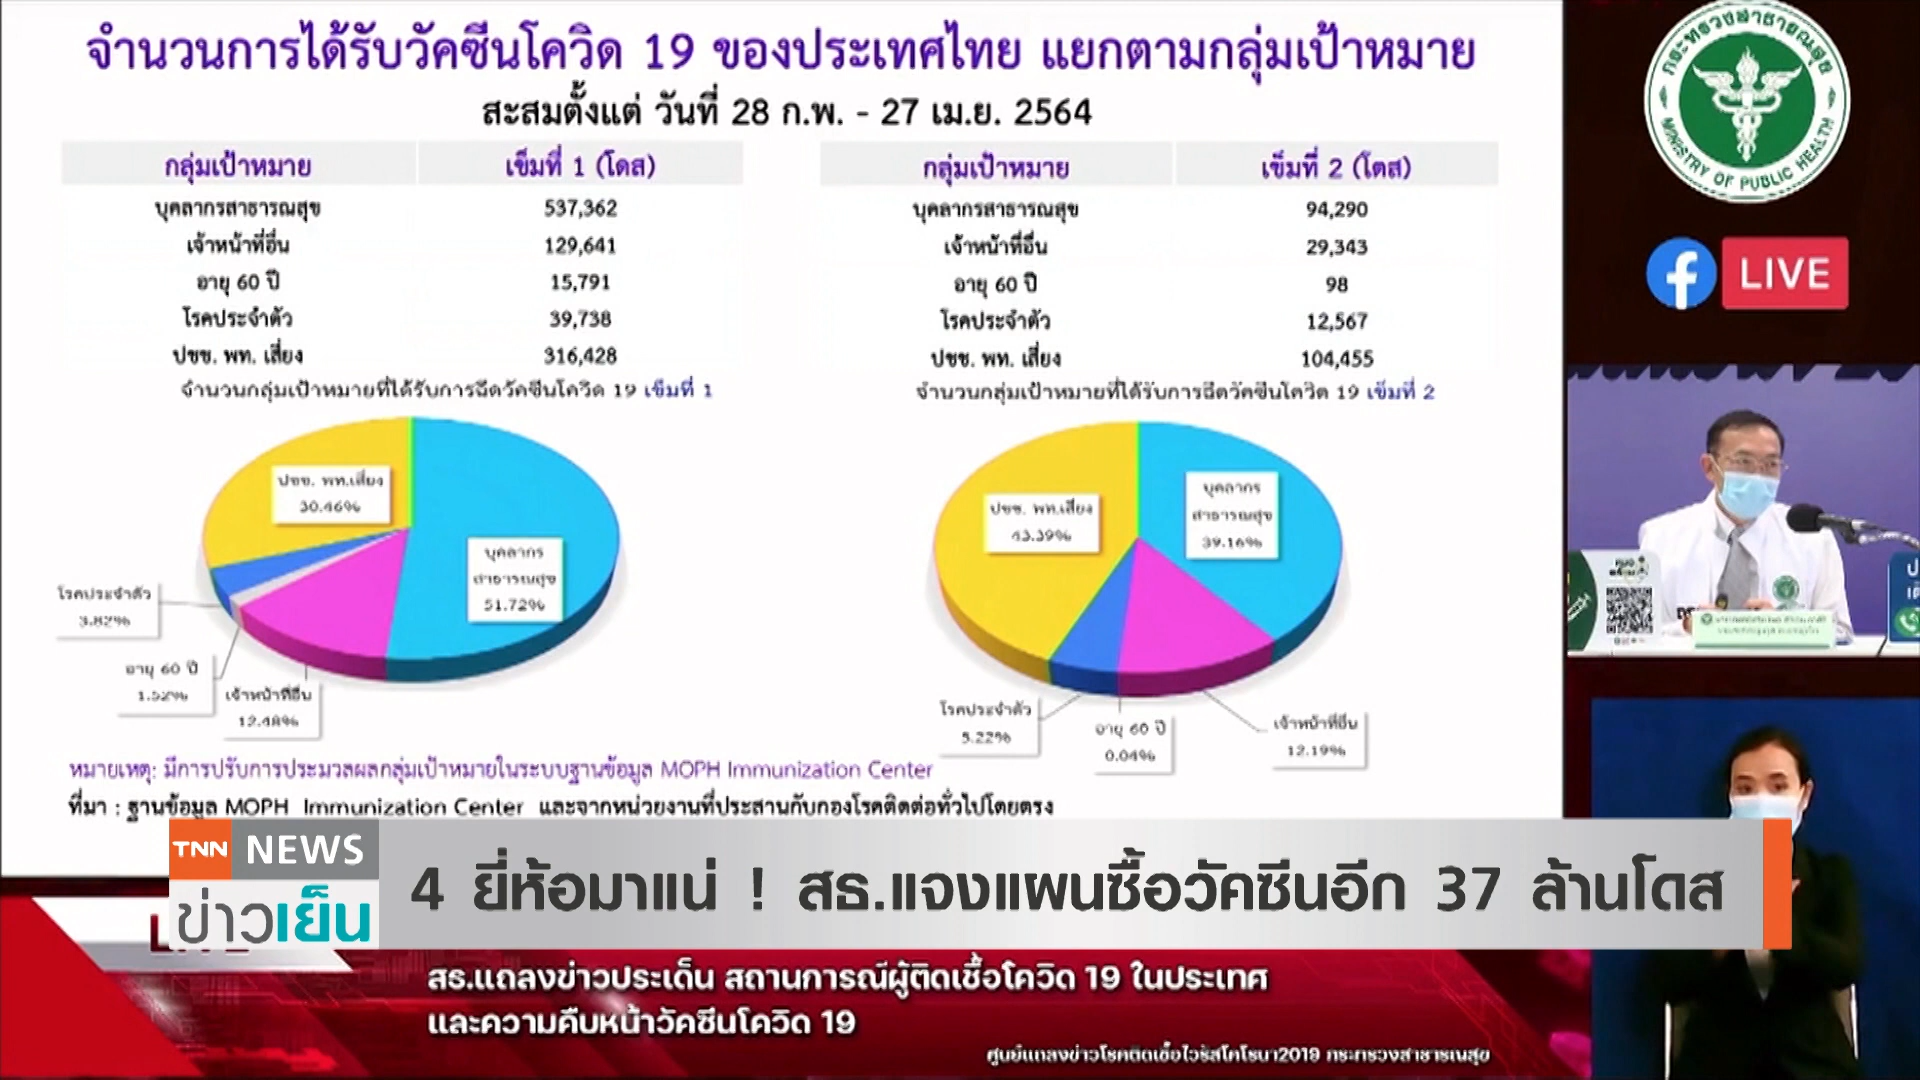 จำนวนการได้รับวัคซีนโควิด 19 ของประเทศไทย แยกตามกลุ่มเป้าหมาย
สะสมตั้งแต่ วันที่ 28 ก.พ. - 27 เม.ย. 2564
กลุ่มเป้าหมาย เข็มที่ 1 (โดส)
บุคลากรสาธารณสุข 537,362
เจ้าหน้าที่อื่น 129,641
อายุ 60 ปี 15,791
โรคประจำตัว 39,738
ปชช. พท. เสี่ยง 316,428
กลุ่มเป้าหมาย เข็มที่ 2 (โดส)
บุคลากรสาธารณสุข 94,290
เจ้าหน้าที่อื่น 29,343
อายุ 60 ปี 98
โรคประจำตัว 12,567
ปชช. พท. เสี่ยง 104,455
จำนวนกลุ่มเป้าหมายที่ได้รับการฉีดวัคซีนโควิด 19 เข็มที่ 1
ปชช. พท.เสี่ยง
30.46%
บุคลากร
สาธารณสุข
51.72%
โรคประจำตัว
3.82%
อายุ 60 ปี
1.52%
เจ้าหน้าที่อื่น
12.48%
จำนวนกลุ่มเป้าหมายที่ได้รับการฉีดวัคซีนโควิด 19 เข็มที่ 2
ปชช. พท.เสี่ยง
43.39%
บุคลากร
สาธารณสุข
39.16%
โรคประจำตัว
5.22%
อายุ 60 ปี
0.04%
เจ้าหน้าที่อื่น
12.19%
หมายเหตุ: มีการปรับการประมวลผลกลุ่มเป้าหมายในระบบฐานข้อมูล MOPH Immunization Center
ที่มา : ฐานข้อมูล MOPH Immunization Center และจากหน่วยงานที่ประสานกับกองโรคติดต่อทั่วไปโดยตรง
กระทรวงสาธารณสุข
MINISTRY OF PUBLIC HEALTH
LIVE
TNN NEWS
ข่าวเย็น
4 ยี่ห้อมาแน่ ! สธ.แจงแผนซื้อวัคซีนอีก 37 ล้านโดส
สธ.แถลงข่าวประเด็น สถานการณ์ผู้ติดเชื้อโควิด 19 ในประเทศ
และความคืบหน้าวัคซีนโควิด 19
ศูนย์แถลงข่าวโรคติดเชื้อไวรัสโคโรนา2019 กระทรวงสาธารณสุข